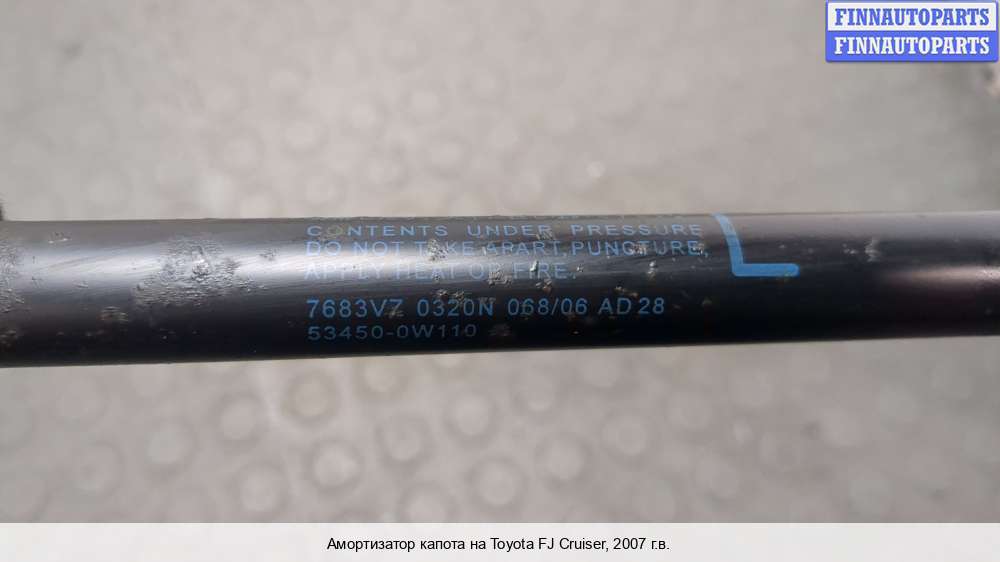 FINNAUTOPARTS
FINNAUTOPARTS
CONTENTS UNDER PRESSURE
DO NOT TAKE APART, PUNCTURE,
APPLY HEAT OR FIRE.
L
7683VZ 0320N 068/06 AD28
53450-0W110
Амортизатор капота на Toyota FJ Cruiser, 2007 г.в.